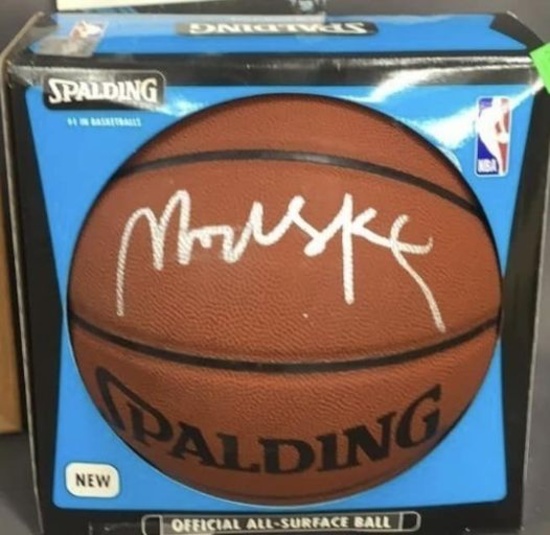 SPALDING
SPALDING
#1 IN BASKETBALLS
NBA
SPALDING
NEW
OFFICIAL ALL-SURFACE BALL